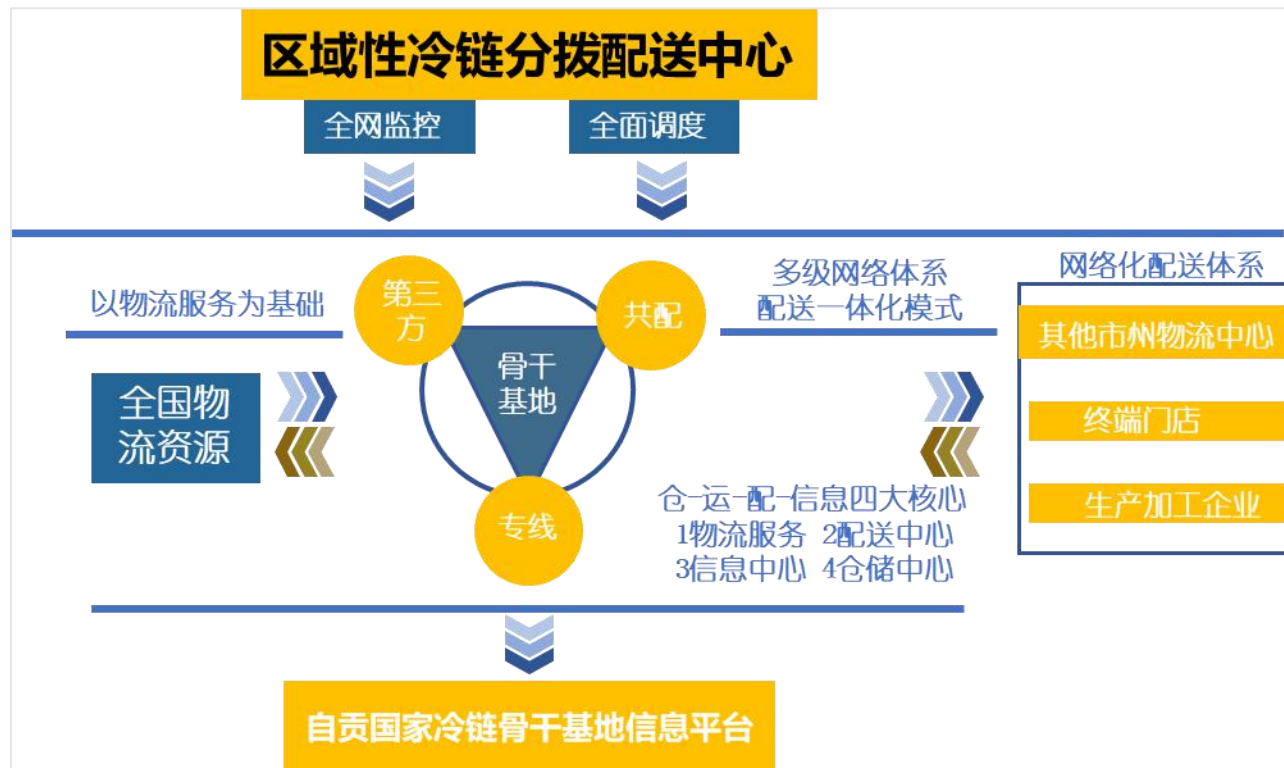 区域性冷链分拨配送中心
全网监控
全面调度
以物流服务为基础
第三
方
共配
骨干
基地
专线
全国物
流资源
多级网络体系
配送一体化模式
网络化配送体系
其他市州物流中心
终端门店
生产加工企业
仓-运-配-信息四大核心
1物流服务 2配送中心
3信息中心 4仓储中心
自贡国家冷链骨干基地信息平台